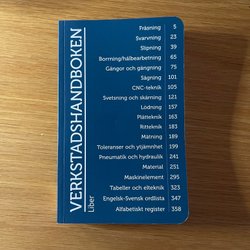 VERKSTADSHANDBOKEN
Liber
Fräsning 5
Svarvning 23
Slipning 39
Borrning/hålbearbetning 65
Gängor och gängning 75
Sågning 101
CNC-teknik 105
Svetsning och skärning 121
Lödning 157
Plåtteknik 163
Ritteknik 183
Mätning 189
Toleranser och ytjämnhet 199
Pneumatik och hydraulik 241
Material 251
Maskinelement 295
Tabeller och elteknik 323
Engelsk-Svensk ordlista 347
Alfabetiskt register 358